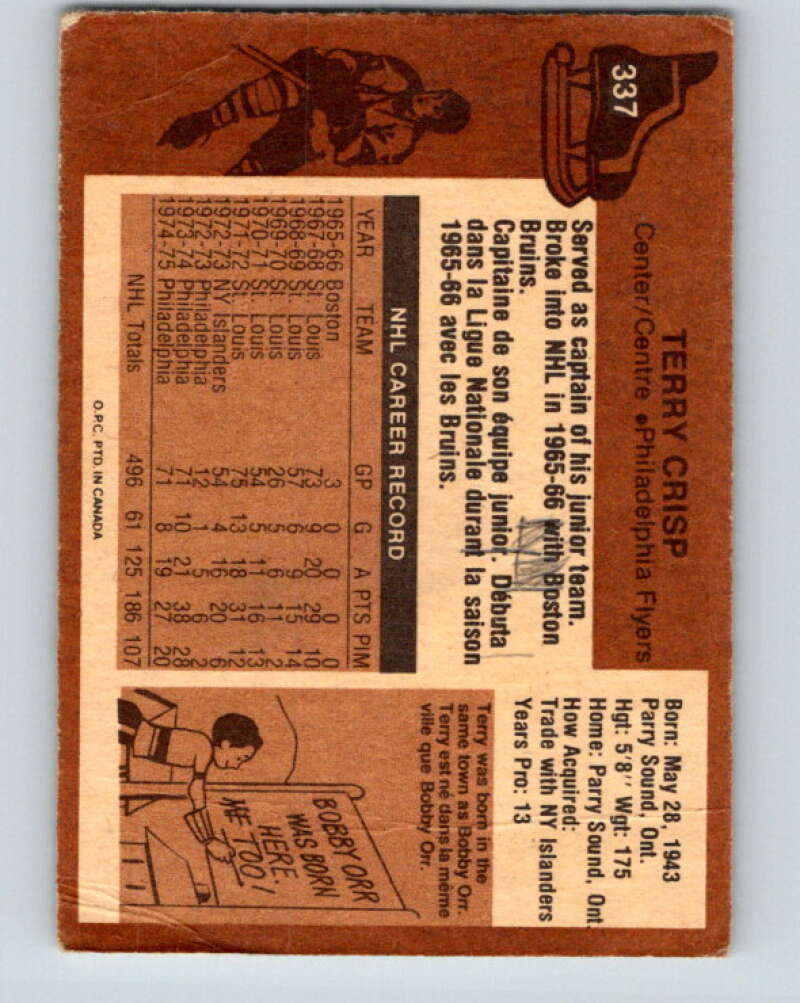 337
TERRY CRISP
Center/Centre • Philadelphia Flyers
Served as captain of his junior team.
Broke into NHL in 1965-66 with Boston
Bruins.
Capitaine de son équipe junior. Débuta
dans la Ligue Nationale durant la saison
1965-66 avec les Bruins.
NHL CAREER RECORD
YEAR TEAM GP G A PTS PIM
1965-66 Boston 3 0 0 0 0
1967-68 St. Louis 73 9 20 29 10
1968-69 St. Louis 57 6 9 15 14
1969-70 St. Louis 26 5 6 11 2
1970-71 St. Louis 54 5 11 16 13
1971-72 St. Louis 75 13 18 31 12
1972-73 NY Islanders 54 4 16 20 6
1972-73 Philadelphia 12 1 5 6 2
1973-74 Philadelphia 71 10 21 38 28
1974-75 Philadelphia 71 8 19 27 20
NHL Totals 496 61 125 186 107
O.P.C. PTD. IN CANADA
Born: May 28, 1943
Parry Sound, Ont.
Hgt: 5'8'' Wgt: 175
Home: Parry Sound, Ont.
How Acquired:
Trade with NY Islanders
Years Pro: 13
Terry was born in the
same town as Bobby Orr.
Terry est né dans la même
ville que Bobby Orr.
BOBBY ORR
WAS BORN
HERE,
ME TOO!